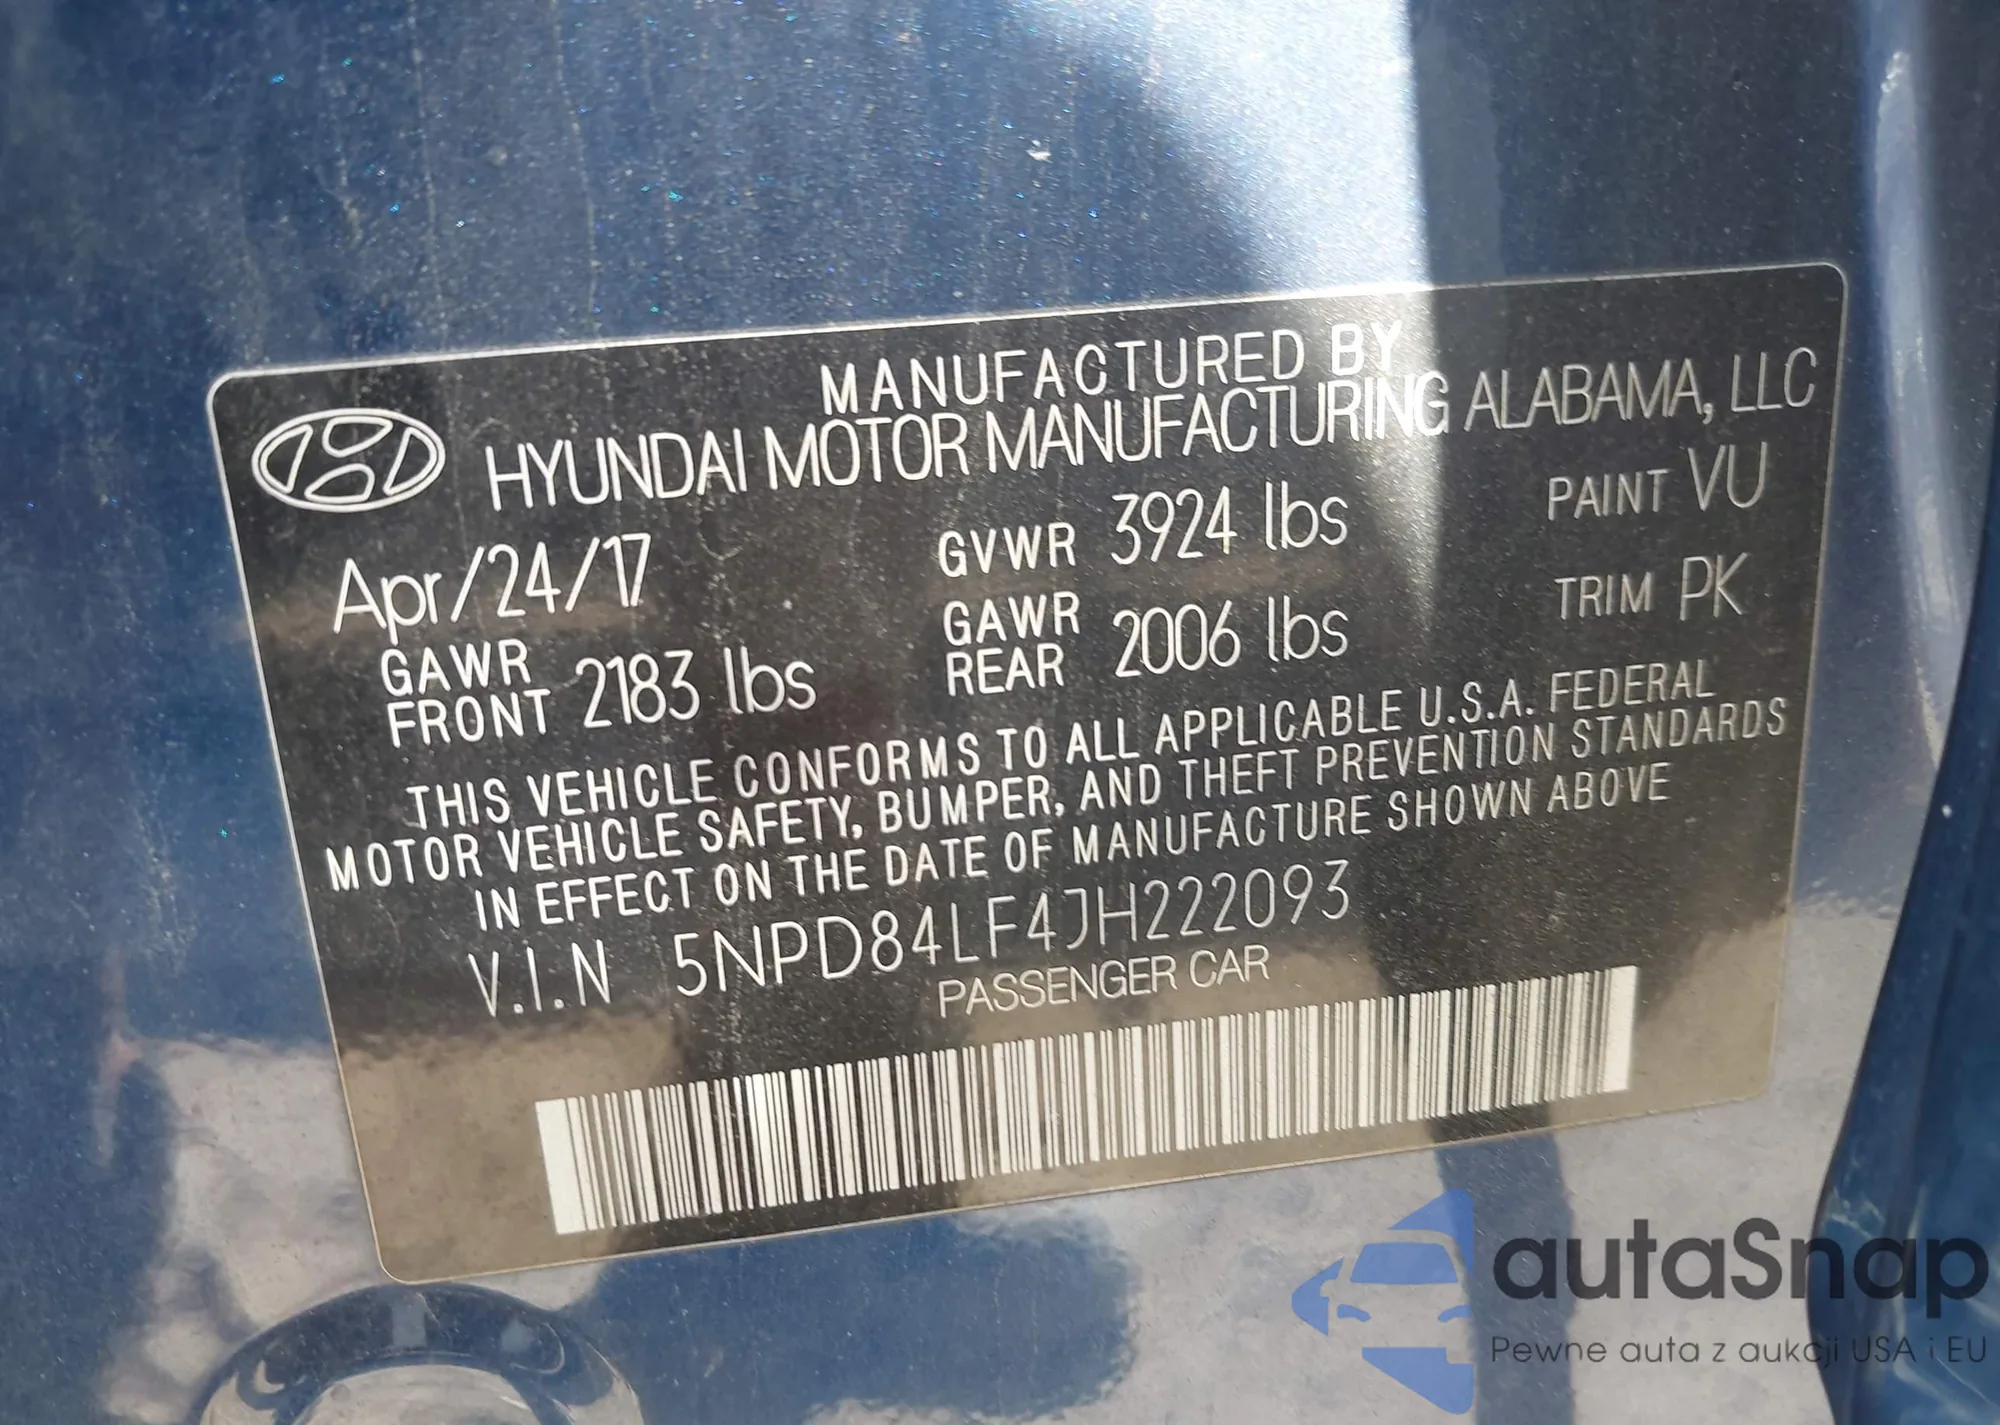 MANUFACTURED BY
HYUNDAI MOTOR MANUFACTURING ALABAMA, LLC
Apr/24/17 GVWR 3924 lbs PAINT VU
GAWR FRONT 2183 lbs GAWR REAR 2006 lbs TRIM PK
THIS VEHICLE CONFORMS TO ALL APPLICABLE U.S.A. FEDERAL
MOTOR VEHICLE SAFETY, BUMPER, AND THEFT PREVENTION STANDARDS
IN EFFECT ON THE DATE OF MANUFACTURE SHOWN ABOVE
V.I.N 5NPD84LF4JH222093
PASSENGER CAR
autaSnap
Pewne auta z aukcji USA i EU